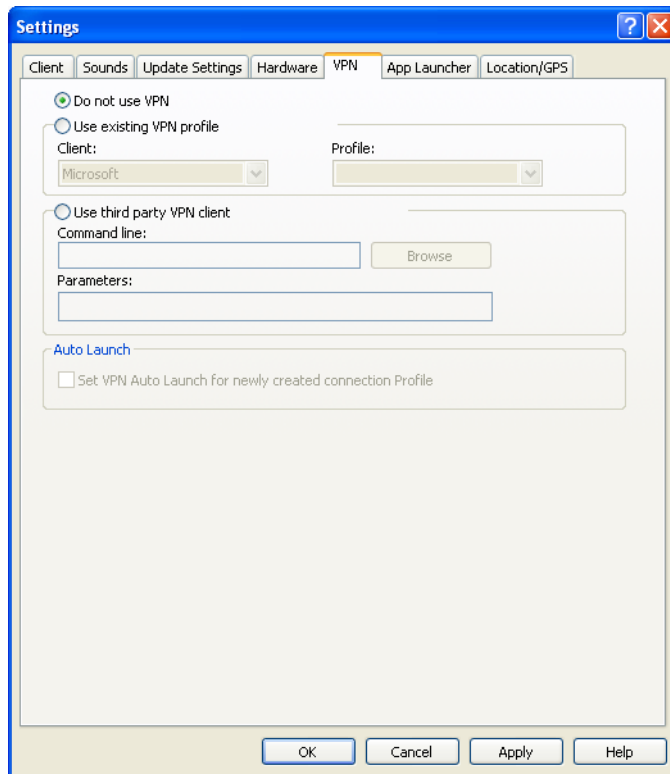 Settings
Client Sounds Update Settings Hardware VPN App Launcher Location/GPS
Do not use VPN
Use existing VPN profile
Client: Profile:
Microsoft
Use third party VPN client
Command line:
Browse
Parameters:
Auto Launch
Set VPN Auto Launch for newly created connection Profile
OK Cancel Apply Help